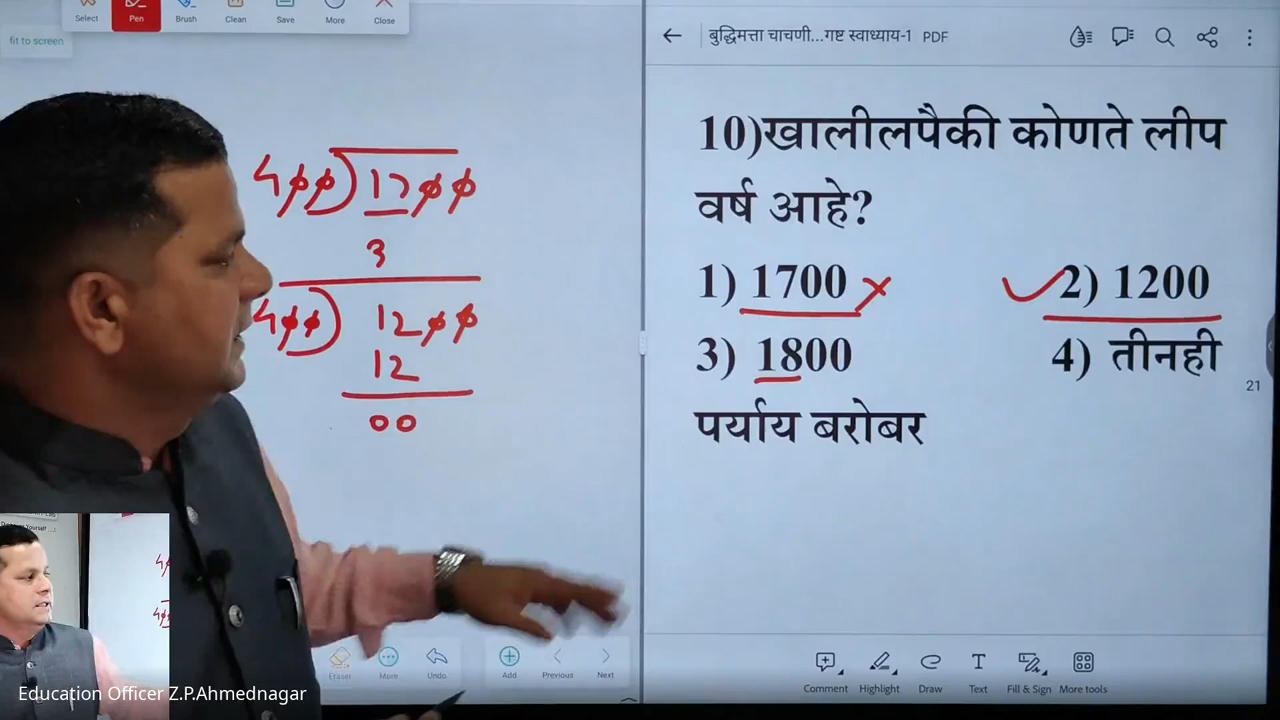 Select Pen Brush Clean Save More Close
fit to screen
बुद्धिमत्ता चाचणी...गष्ट स्वाध्याय-1 PDF
400 ) 1700
3
400 ) 1200
12
00
10)खालीलपैकी कोणते लीप
वर्ष आहे?
1) 1700 × ✓2) 1200
3) 1800 4) तीनही
पर्याय बरोबर
21
Eraser More Undo Add Previous Next
Comment Highlight Draw Text Fill & Sign More tools
Education Officer Z.P.Ahmednagar